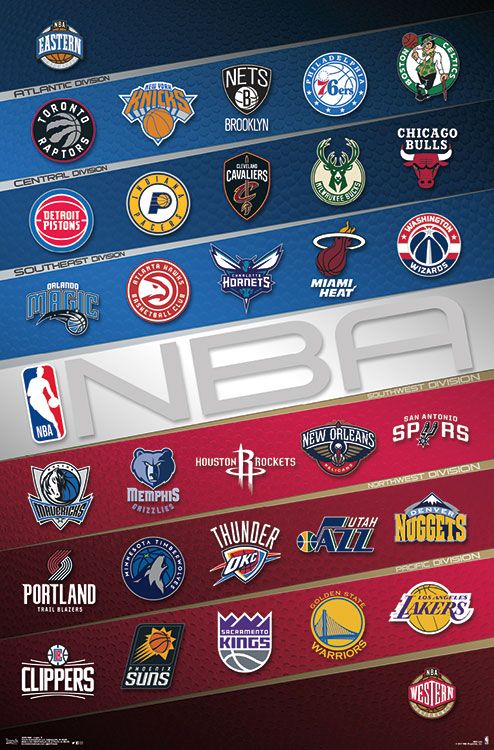 NBA
EASTERN
ATLANTIC DIVISION
TORONTO
RAPTORS
NEW YORK
KNICKS
NETS
BROOKLYN
PHILADELPHIA
76ers
BOSTON
CELTICS
CENTRAL DIVISION
DETROIT
PISTONS
INDIANA
PACERS
CLEVELAND
CAVALIERS
MILWAUKEE BUCKS
CHICAGO
BULLS
SOUTHEAST DIVISION
ORLANDO
MAGIC
ATLANTA HAWKS
BASKETBALL CLUB
CHARLOTTE
HORNETS
MIAMI
HEAT
WASHINGTON
WIZARDS
NBA
NBA
SOUTHWEST DIVISION
MAVERICKS
MEMPHIS
GRIZZLIES
HOUSTON R ROCKETS
NEW ORLEANS
PELICANS
SAN ANTONIO
SPURS
NORTHWEST DIVISION
PORTLAND
TRAIL BLAZERS
MINNESOTA TIMBERWOLVES
THUNDER
OKC
UTAH
JAZZ
DENVER
NUGGETS
PACIFIC DIVISION
CLIPPERS
PHOENIX
SUNS
SACRAMENTO
KINGS
GOLDEN STATE
WARRIORS
LOS ANGELES
LAKERS
NBA
WESTERN